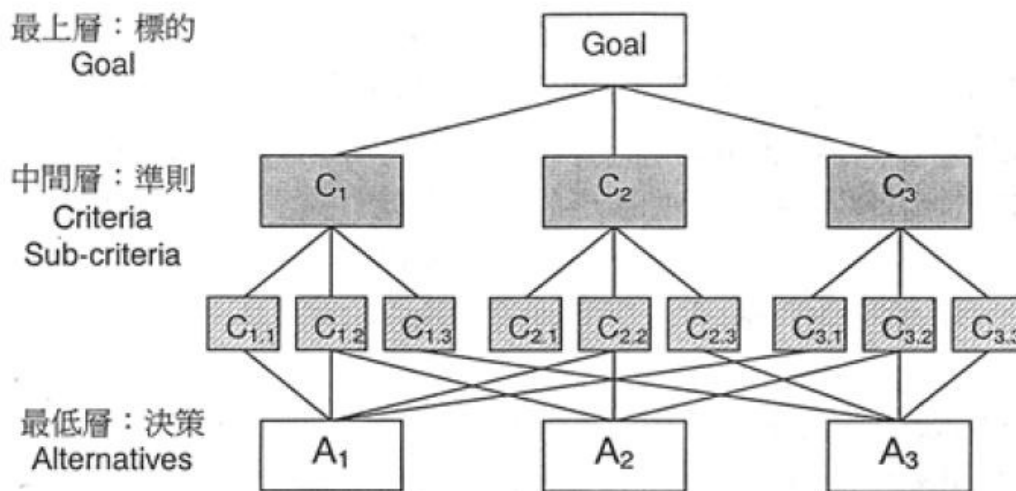 最上層：標的
Goal
Goal
中間層：準則
Criteria
Sub-criteria
C₁
C₂
C₃
C₁.₁
C₁.₂
C₁.₃
C₂.₁
C₂.₂
C₂.₃
C₃.₁
C₃.₂
C₃.₃
最低層：決策
Alternatives
A₁
A₂
A₃